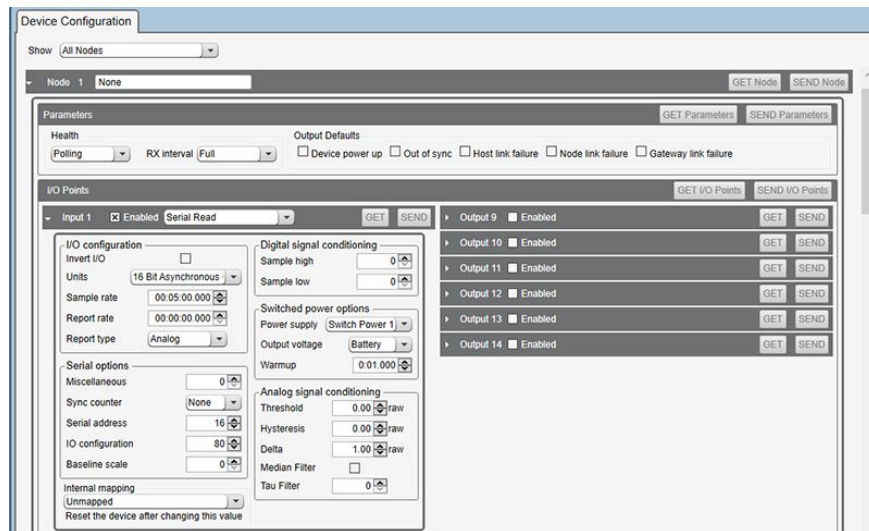 Device Configuration
Show All Nodes
Node 1 None GET Node SEND Node
Parameters GET Parameters SEND Parameters
Health Output Defaults
Polling RX interval Full Device power up Out of sync Host link failure Node link failure Gateway link failure
I/O Points GET I/O Points SEND I/O Points
Input 1 Enabled Serial Read GET SEND
I/O configuration
Invert I/O
Units 16 Bit Asynchronous
Sample rate 00:05:00.000
Report rate 00:00:00.000
Report type Analog
Serial options
Miscellaneous 0
Sync counter None
Serial address 16
IO configuration 80
Baseline scale 0
Internal mapping
Unmapped
Reset the device after changing this value
Digital signal conditioning
Sample high 0
Sample low 0
Switched power options
Power supply Switch Power 1
Output voltage Battery
Warmup 0:01.000
Analog signal conditioning
Threshold 0.00 raw
Hysteresis 0.00 raw
Delta 1.00 raw
Median Filter
Tau Filter 0
Output 9 Enabled GET SEND
Output 10 Enabled GET SEND
Output 11 Enabled GET SEND
Output 12 Enabled GET SEND
Output 13 Enabled GET SEND
Output 14 Enabled GET SEND